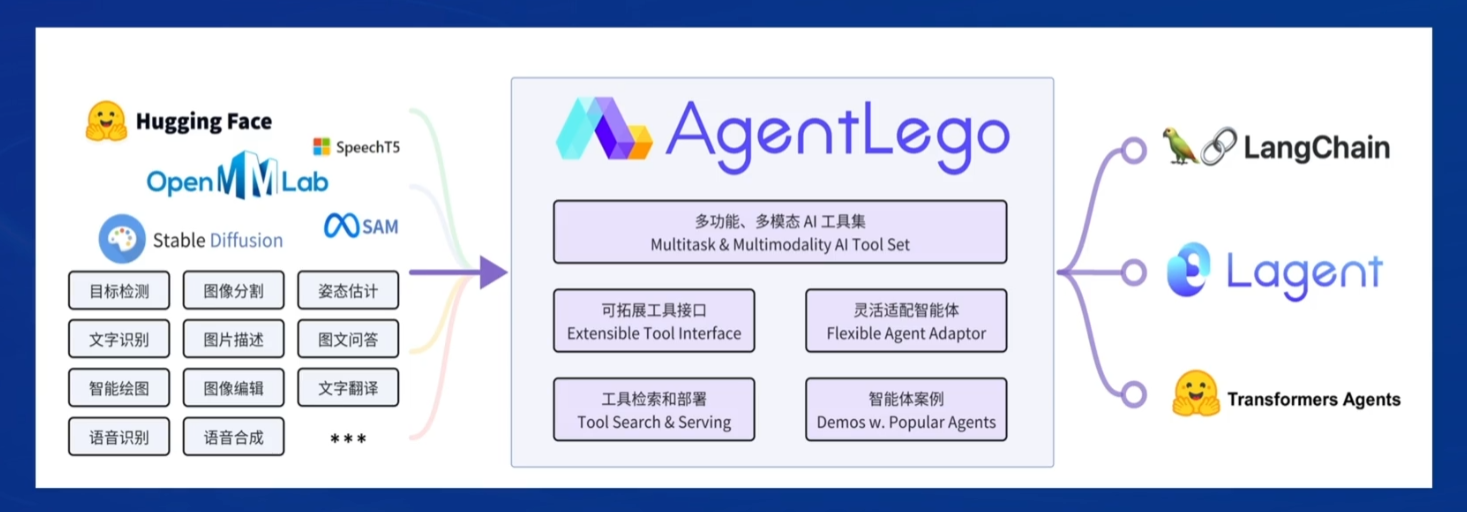 Hugging Face
SpeechT5
OpenMMLab
Stable Diffusion
SAM
目标检测
图像分割
姿态估计
文字识别
图片描述
图文问答
智能绘图
图像编辑
文字翻译
语音识别
语音合成
***
AgentLego
多功能、多模态 AI 工具集
Multitask & Multimodality AI Tool Set
可拓展工具接口
Extensible Tool Interface
灵活适配智能体
Flexible Agent Adaptor
工具检索和部署
Tool Search & Serving
智能体案例
Demos w. Popular Agents
LangChain
Lagent
Transformers Agents